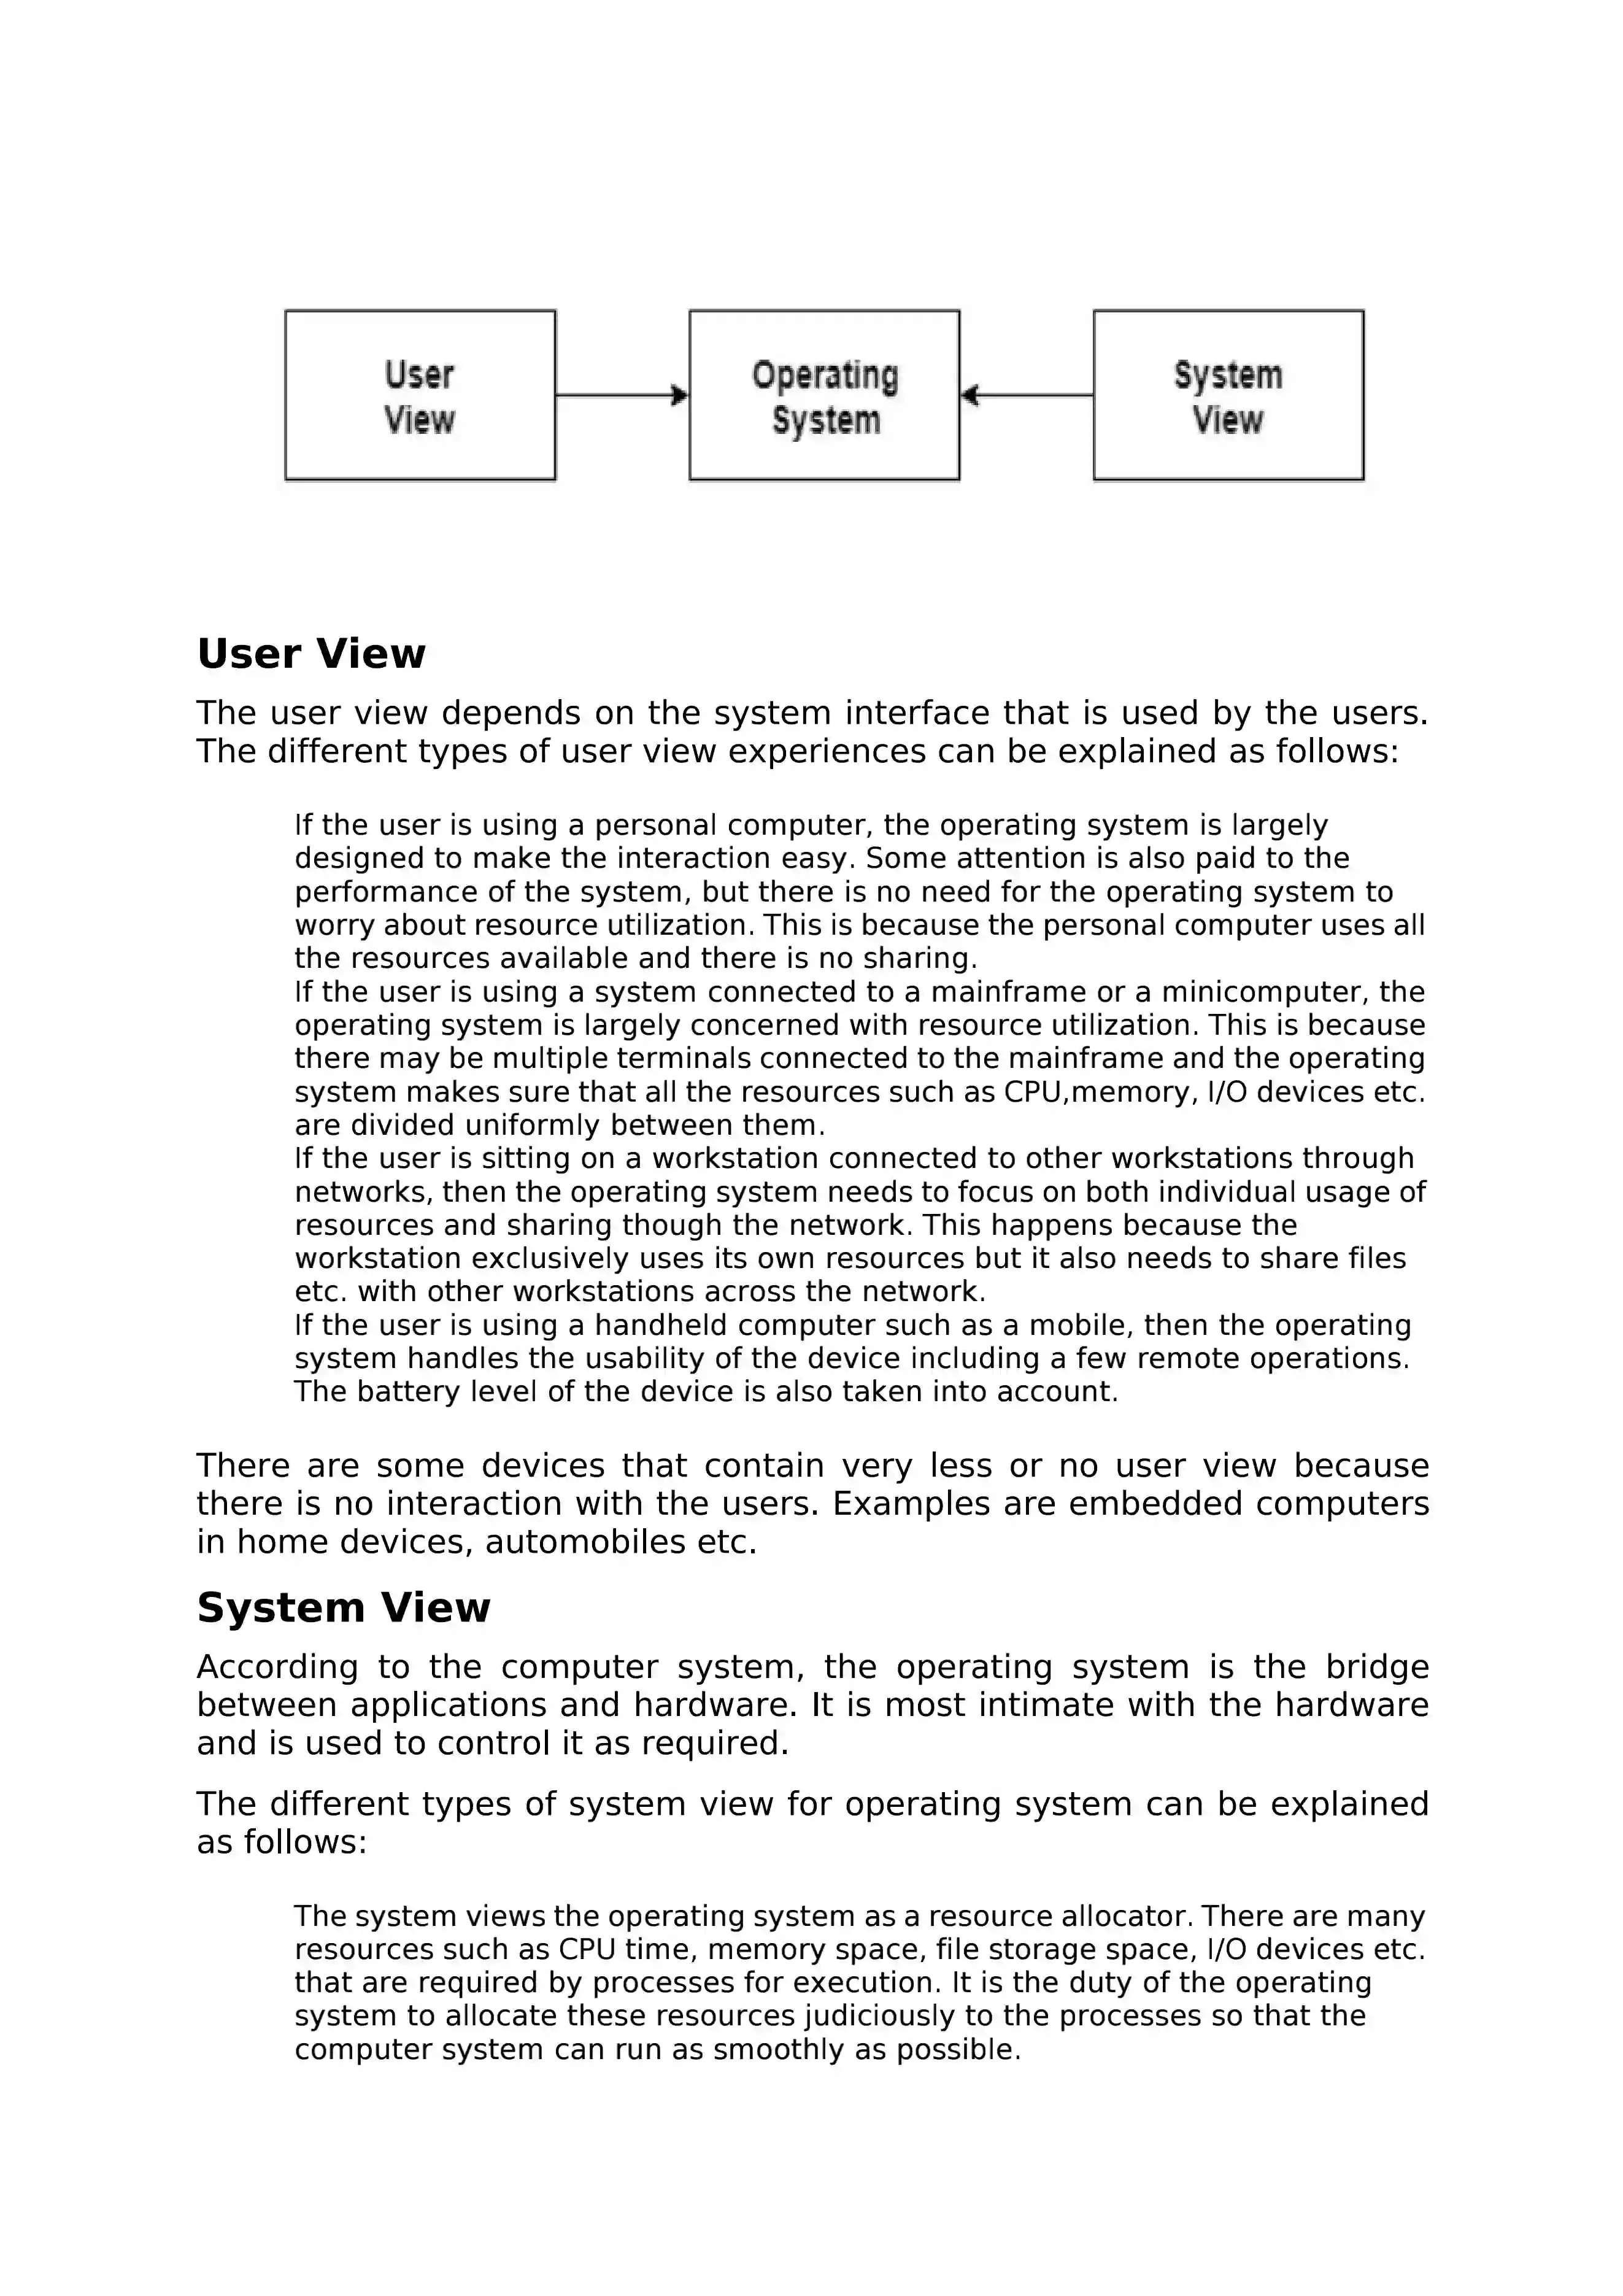 User
View
Operating
System
System
View
User View
The user view depends on the system interface that is used by the users.
The different types of user view experiences can be explained as follows:
If the user is using a personal computer, the operating system is largely
designed to make the interaction easy. Some attention is also paid to the
performance of the system, but there is no need for the operating system to
worry about resource utilization. This is because the personal computer uses all
the resources available and there is no sharing.
If the user is using a system connected to a mainframe or a minicomputer, the
operating system is largely concerned with resource utilization. This is because
there may be multiple terminals connected to the mainframe and the operating
system makes sure that all the resources such as CPU,memory, I/O devices etc.
are divided uniformly between them.
If the user is sitting on a workstation connected to other workstations through
networks, then the operating system needs to focus on both individual usage of
resources and sharing though the network. This happens because the
workstation exclusively uses its own resources but it also needs to share files
etc. with other workstations across the network.
If the user is using a handheld computer such as a mobile, then the operating
system handles the usability of the device including a few remote operations.
The battery level of the device is also taken into account.
There are some devices that contain very less or no user view because
there is no interaction with the users. Examples are embedded computers
in home devices, automobiles etc.
System View
According to the computer system, the operating system is the bridge
between applications and hardware. It is most intimate with the hardware
and is used to control it as required.
The different types of system view for operating system can be explained
as follows:
The system views the operating system as a resource allocator. There are many
resources such as CPU time, memory space, file storage space, I/O devices etc.
that are required by processes for execution. It is the duty of the operating
system to allocate these resources judiciously to the processes so that the
computer system can run as smoothly as possible.